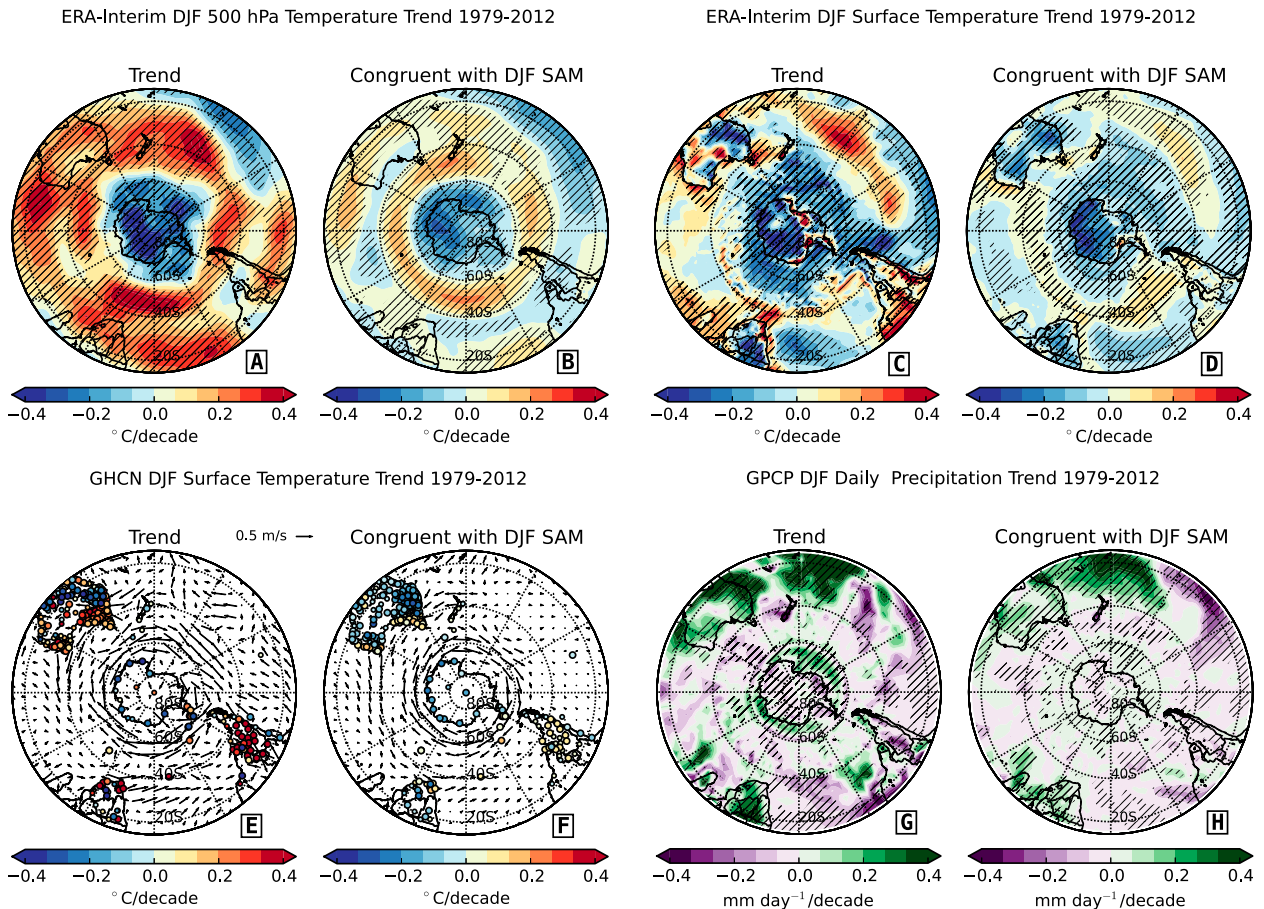 ERA-Interim DJF 500 hPa Temperature Trend 1979-2012
ERA-Interim DJF Surface Temperature Trend 1979-2012
Trend
Congruent with DJF SAM
Trend
Congruent with DJF SAM
80S
60S
40S
20S
A
80S
60S
40S
20S
B
80S
60S
40S
20S
C
80S
60S
40S
20S
D
−0.4 −0.2 0.0 0.2 0.4
°C/decade
−0.4 −0.2 0.0 0.2 0.4
°C/decade
−0.4 −0.2 0.0 0.2 0.4
°C/decade
−0.4 −0.2 0.0 0.2 0.4
°C/decade
GHCN DJF Surface Temperature Trend 1979-2012
GPCP DJF Daily  Precipitation Trend 1979-2012
Trend
0.5 m/s
Congruent with DJF SAM
Trend
Congruent with DJF SAM
80S
60S
40S
20S
E
80S
60S
40S
20S
F
80S
60S
40S
20S
G
80S
60S
40S
20S
H
−0.4 −0.2 0.0 0.2 0.4
°C/decade
−0.4 −0.2 0.0 0.2 0.4
°C/decade
−0.4 −0.2 0.0 0.2 0.4
mm day⁻¹/decade
−0.4 −0.2 0.0 0.2 0.4
mm day⁻¹/decade